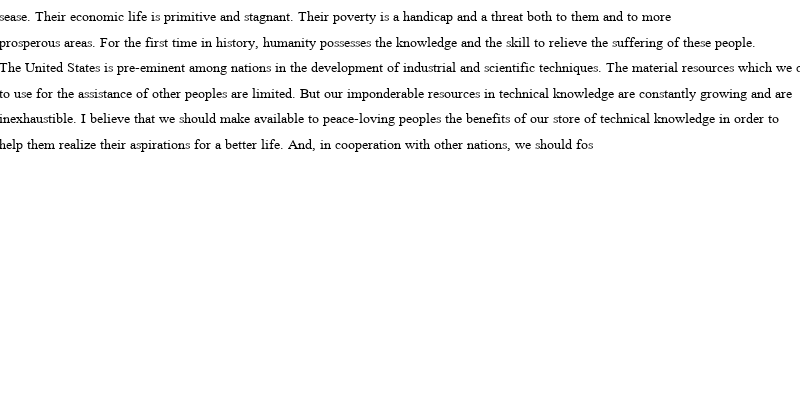 sease. Their economic life is primitive and stagnant. Their poverty is a handicap and a threat both to them and to more
prosperous areas. For the first time in history, humanity possesses the knowledge and the skill to relieve the suffering of these people.
The United States is pre-eminent among nations in the development of industrial and scientific techniques. The material resources which we
to use for the assistance of other peoples are limited. But our imponderable resources in technical knowledge are constantly growing and are
inexhaustible. I believe that we should make available to peace-loving peoples the benefits of our store of technical knowledge in order to
help them realize their aspirations for a better life. And, in cooperation with other nations, we should fos